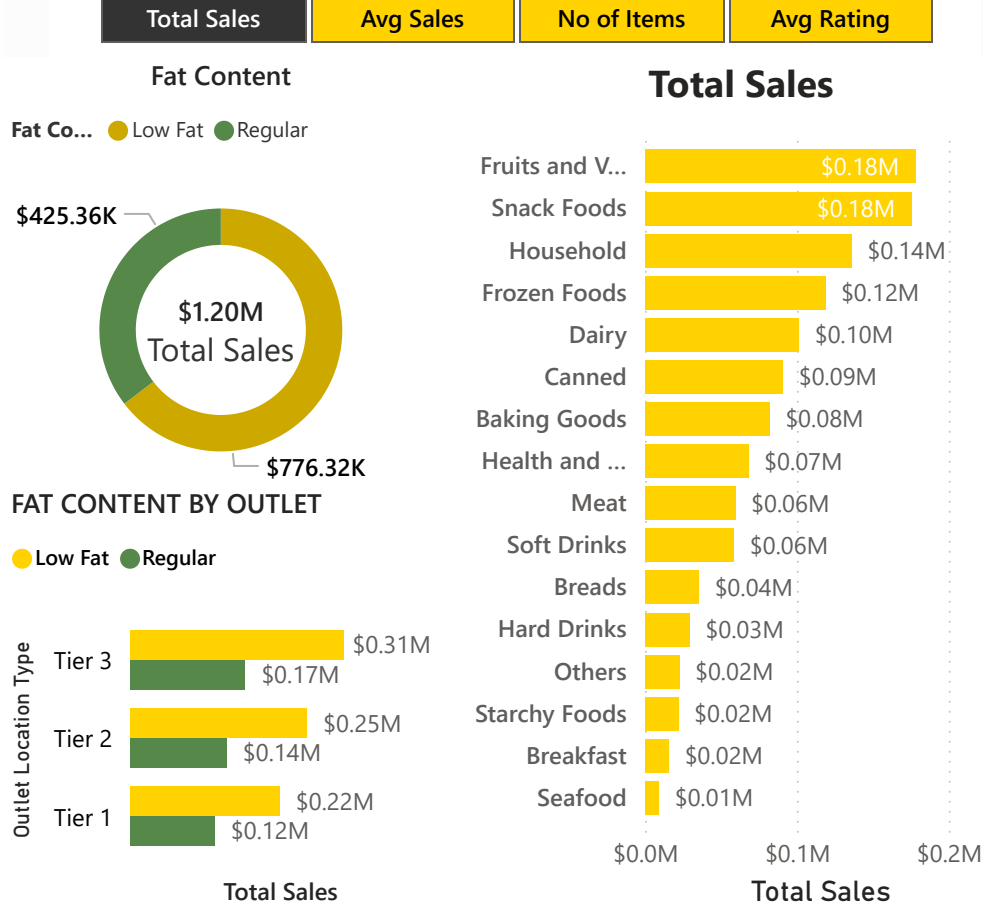 Total Sales
Avg Sales
No of Items
Avg Rating
Fat Content
Fat Co... Low Fat Regular
$425.36K
$1.20M
Total Sales
$776.32K
FAT CONTENT BY OUTLET
Low Fat Regular
Outlet Location Type
Tier 3
$0.31M
$0.17M
Tier 2
$0.25M
$0.14M
Tier 1
$0.22M
$0.12M
Total Sales
Total Sales
Fruits and V... $0.18M
Snack Foods $0.18M
Household $0.14M
Frozen Foods $0.12M
Dairy $0.10M
Canned $0.09M
Baking Goods $0.08M
Health and ... $0.07M
Meat $0.06M
Soft Drinks $0.06M
Breads $0.04M
Hard Drinks $0.03M
Others $0.02M
Starchy Foods $0.02M
Breakfast $0.02M
Seafood $0.01M
$0.0M $0.1M $0.2M
Total Sales